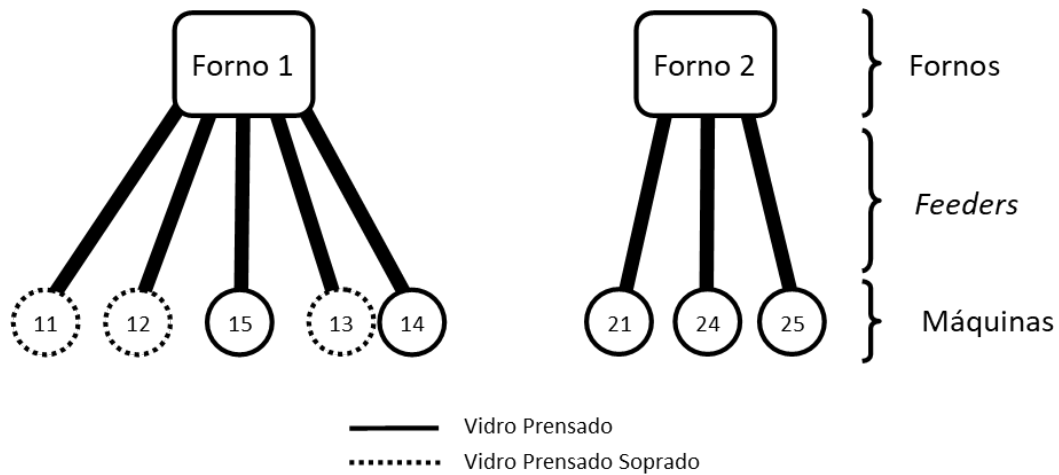 Forno 1
Forno 2
Fornos
Feeders
11
12
15
13
14
21
24
25
Máquinas
Vidro Prensado
Vidro Prensado Soprado